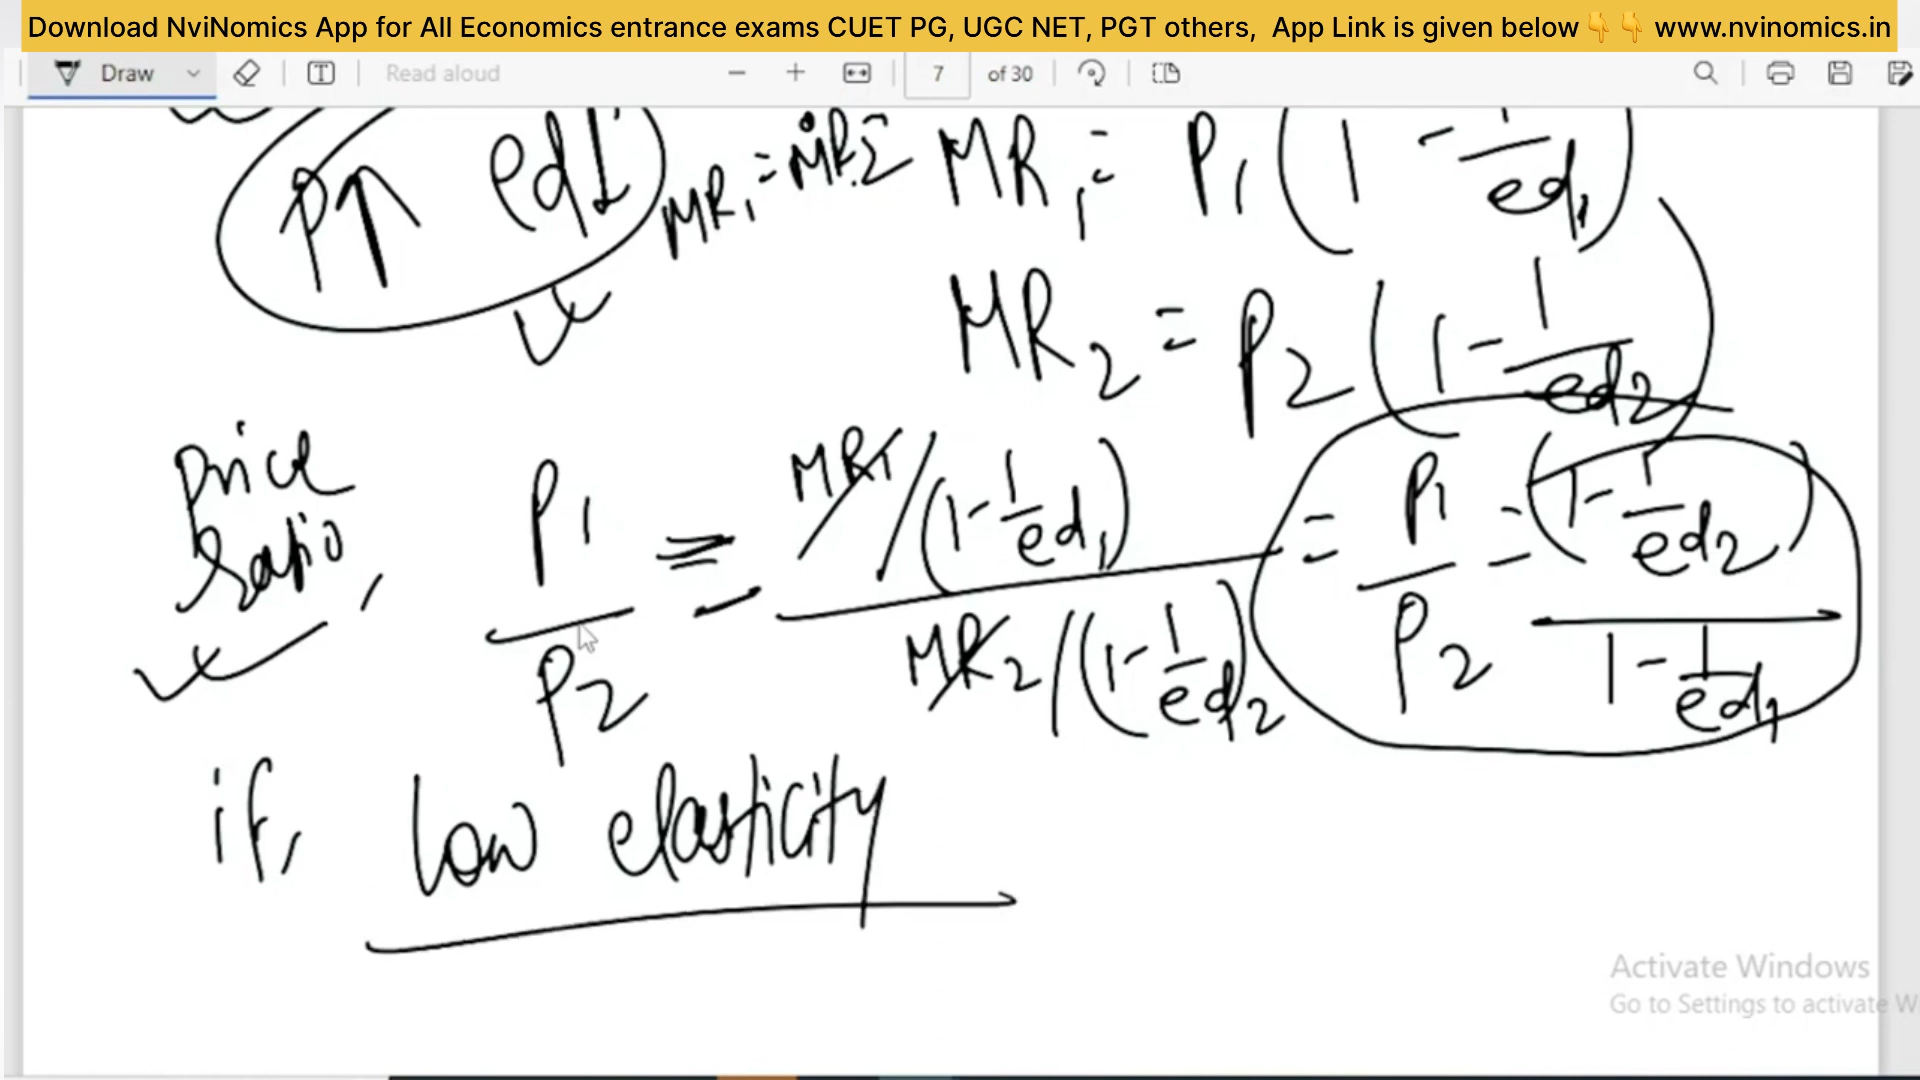 Download NviNomics App for All Economics entrance exams CUET PG, UGC NET, PGT others, App Link is given below👇👇 www.nvinomics.in
Draw Read aloud 7 of 30
P↑ ed↓ MR₁ = MR₂ MR₁ = P₁ (1 - 1/ed₁)
MR₂ = P₂ (1 - 1/ed₂)
Price ratio, P₁/P₂ = MR₁/(1 - 1/ed₁) / MR₂/(1 - 1/ed₂) = P₁/P₂ = (1 - 1/ed₂) / 1 - 1/ed₁
if, low elasticity
Activate Windows
Go to Settings to activate W